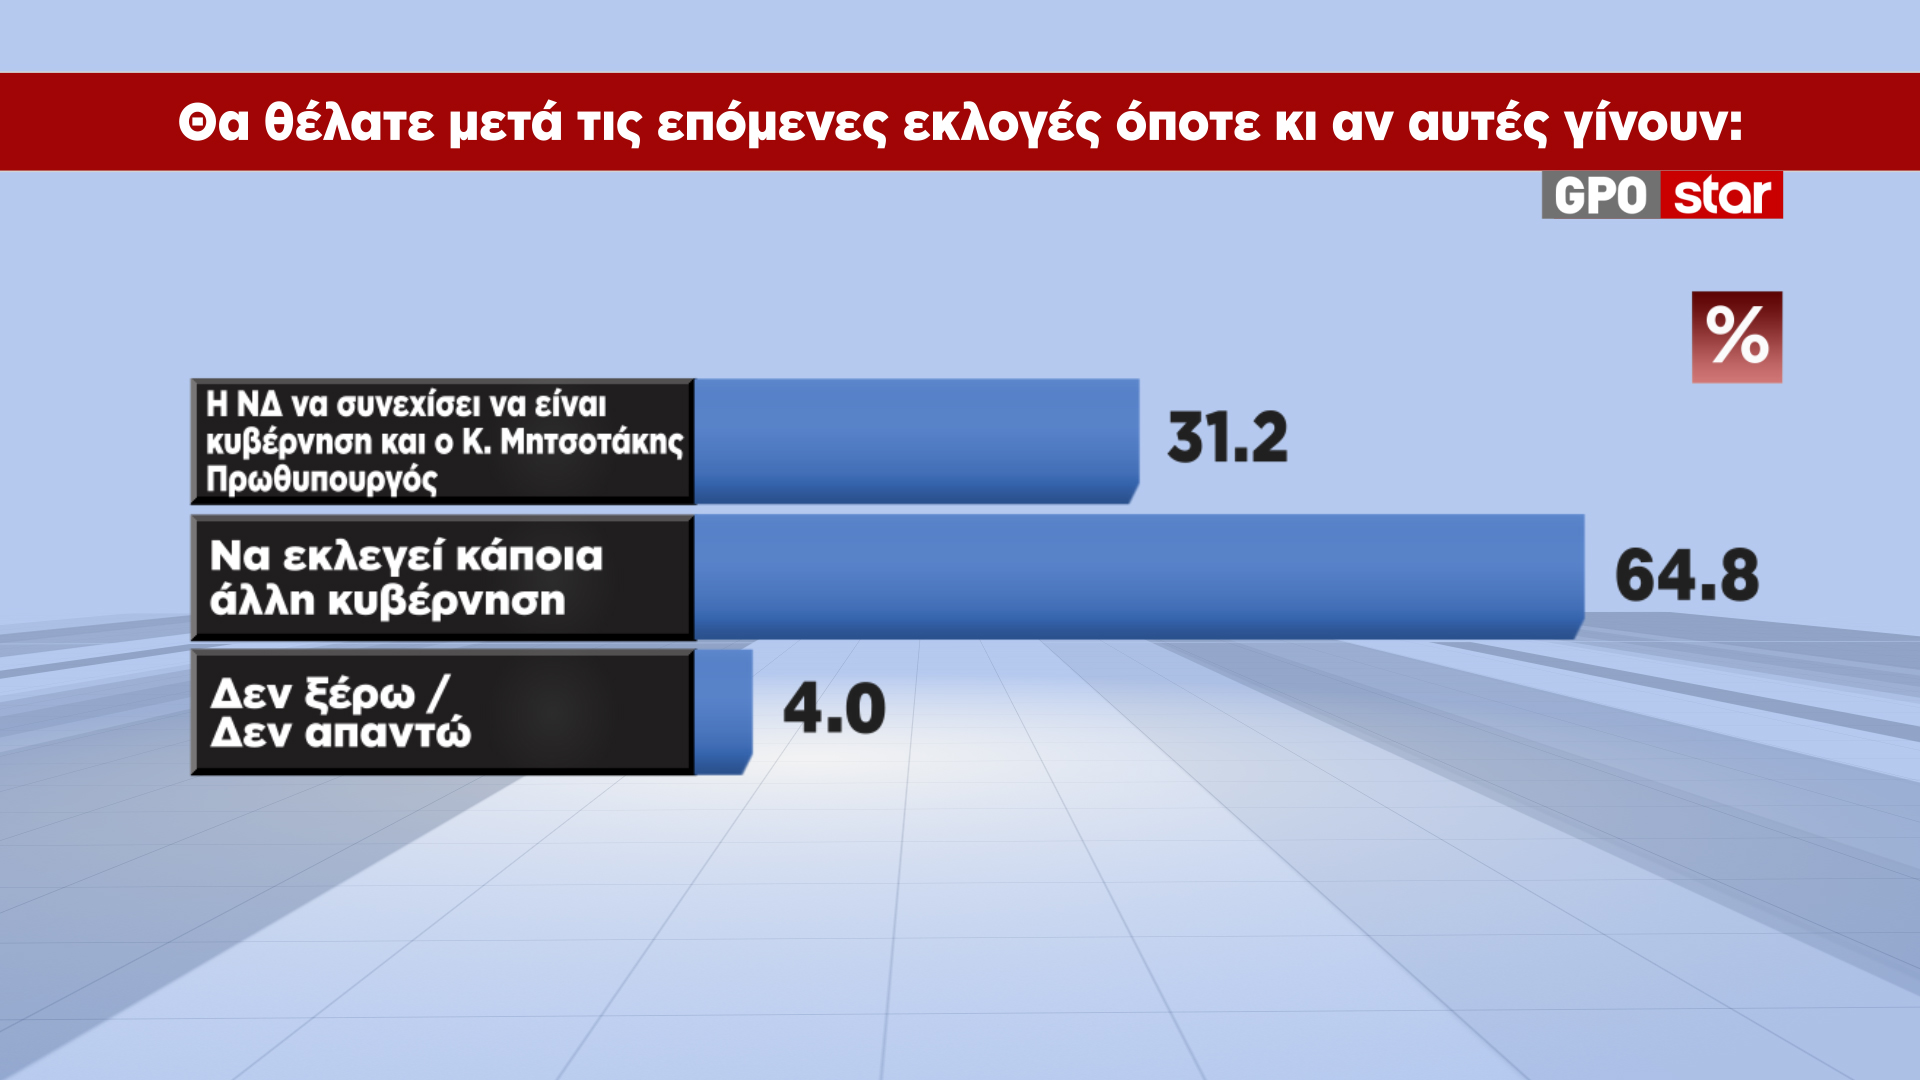 Θα θέλατε μετά τις επόμενες εκλογές όποτε κι αν αυτές γίνουν:
GPO star
%
Η ΝΔ να συνεχίσει να είναι
κυβέρνηση και ο Κ. Μητσοτάκης
Πρωθυπουργός
31.2
Να εκλεγεί κάποια
άλλη κυβέρνηση
64.8
Δεν ξέρω /
Δεν απαντώ
4.0